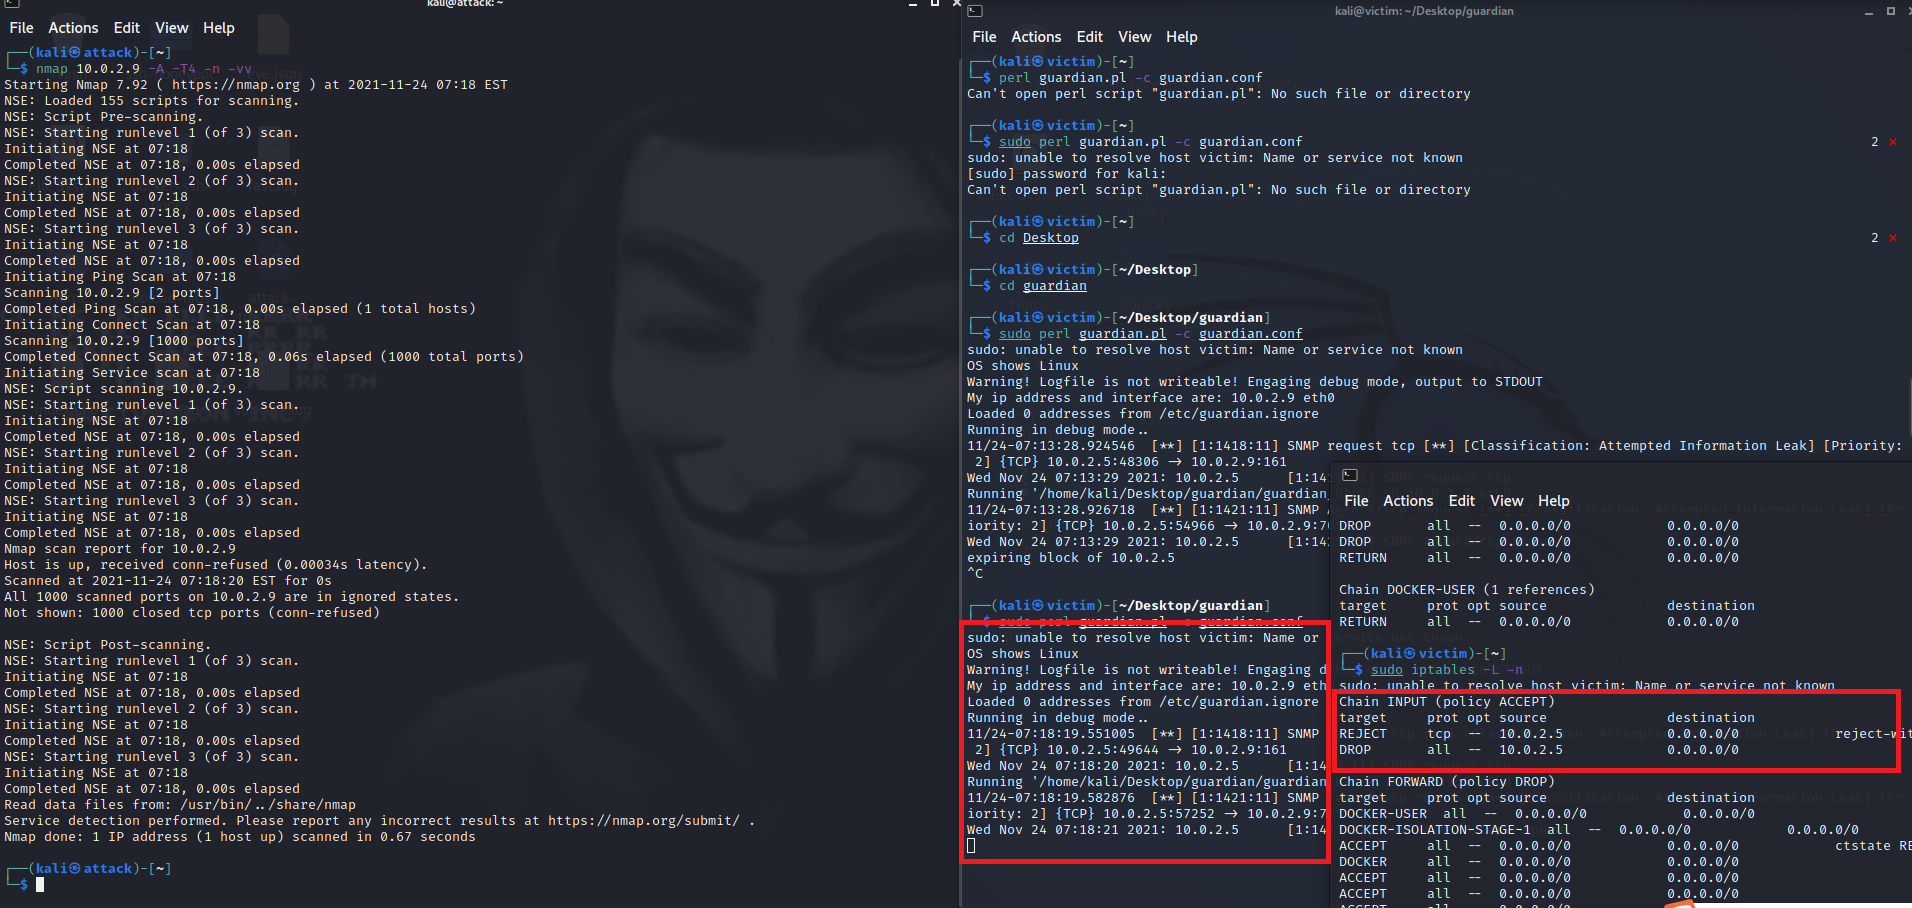 kali@attack: ~
File Actions Edit View Help
┌──(kali㉿attack)-[~]
└─$ nmap 10.0.2.9 -A -T4 -n -vv
Starting Nmap 7.92 ( https://nmap.org ) at 2021-11-24 07:18 EST
NSE: Loaded 155 scripts for scanning.
NSE: Script Pre-scanning.
NSE: Starting runlevel 1 (of 3) scan.
Initiating NSE at 07:18
Completed NSE at 07:18, 0.00s elapsed
NSE: Starting runlevel 2 (of 3) scan.
Initiating NSE at 07:18
Completed NSE at 07:18, 0.00s elapsed
NSE: Starting runlevel 3 (of 3) scan.
Initiating NSE at 07:18
Completed NSE at 07:18, 0.00s elapsed
Initiating Ping Scan at 07:18
Scanning 10.0.2.9 [2 ports]
Completed Ping Scan at 07:18, 0.00s elapsed (1 total hosts)
Initiating Connect Scan at 07:18
Scanning 10.0.2.9 [1000 ports]
Completed Connect Scan at 07:18, 0.06s elapsed (1000 total ports)
Initiating Service scan at 07:18
NSE: Script scanning 10.0.2.9.
NSE: Starting runlevel 1 (of 3) scan.
Initiating NSE at 07:18
Completed NSE at 07:18, 0.00s elapsed
NSE: Starting runlevel 2 (of 3) scan.
Initiating NSE at 07:18
Completed NSE at 07:18, 0.00s elapsed
NSE: Starting runlevel 3 (of 3) scan.
Initiating NSE at 07:18
Completed NSE at 07:18, 0.00s elapsed
Nmap scan report for 10.0.2.9
Host is up, received conn-refused (0.00034s latency).
Scanned at 2021-11-24 07:18:20 EST for 0s
All 1000 scanned ports on 10.0.2.9 are in ignored states.
Not shown: 1000 closed tcp ports (conn-refused)
NSE: Script Post-scanning.
NSE: Starting runlevel 1 (of 3) scan.
Initiating NSE at 07:18
Completed NSE at 07:18, 0.00s elapsed
NSE: Starting runlevel 2 (of 3) scan.
Initiating NSE at 07:18
Completed NSE at 07:18, 0.00s elapsed
NSE: Starting runlevel 3 (of 3) scan.
Initiating NSE at 07:18
Completed NSE at 07:18, 0.00s elapsed
Read data files from: /usr/bin/../share/nmap
Service detection performed. Please report any incorrect results at https://nmap.org/submit/ .
Nmap done: 1 IP address (1 host up) scanned in 0.67 seconds
┌──(kali㉿attack)-[~]
└─$
kali@victim: ~/Desktop/guardian
File Actions Edit View Help
┌──(kali㉿victim)-[~]
└─$ perl guardian.pl -c guardian.conf
Can't open perl script "guardian.pl": No such file or directory
┌──(kali㉿victim)-[~]
└─$ sudo perl guardian.pl -c guardian.conf 2 ⨯
sudo: unable to resolve host victim: Name or service not known
[sudo] password for kali:
Can't open perl script "guardian.pl": No such file or directory
┌──(kali㉿victim)-[~]
└─$ cd Desktop 2 ⨯
┌──(kali㉿victim)-[~/Desktop]
└─$ cd guardian
┌──(kali㉿victim)-[~/Desktop/guardian]
└─$ sudo perl guardian.pl -c guardian.conf
sudo: unable to resolve host victim: Name or service not known
OS shows Linux
Warning! Logfile is not writeable! Engaging debug mode, output to STDOUT
My ip address and interface are: 10.0.2.9 eth0
Loaded 0 addresses from /etc/guardian.ignore
Running in debug mode..
11/24-07:13:28.924546 [**] [1:1418:11] SNMP request tcp [**] [Classification: Attempted Information Leak] [Priority:
2] {TCP} 10.0.2.5:48306 → 10.0.2.9:161
Wed Nov 24 07:13:29 2021: 10.0.2.5 [1:14
Running '/home/kali/Desktop/guardian/guardian
11/24-07:13:28.926718 [**] [1:1421:11] SNMP
iority: 2] {TCP} 10.0.2.5:54966 → 10.0.2.9:7
Wed Nov 24 07:13:29 2021: 10.0.2.5 [1:14
expiring block of 10.0.2.5
^C
┌──(kali㉿victim)-[~/Desktop/guardian]
└─$ sudo perl guardian.pl -c guardian.conf
sudo: unable to resolve host victim: Name or
OS shows Linux
Warning! Logfile is not writeable! Engaging d
My ip address and interface are: 10.0.2.9 eth
Loaded 0 addresses from /etc/guardian.ignore
Running in debug mode..
11/24-07:18:19.551005 [**] [1:1418:11] SNMP
2] {TCP} 10.0.2.5:49644 → 10.0.2.9:161
Wed Nov 24 07:18:20 2021: 10.0.2.5 [1:14
Running '/home/kali/Desktop/guardian/guardian
11/24-07:18:19.582876 [**] [1:1421:11] SNMP
iority: 2] {TCP} 10.0.2.5:57252 → 10.0.2.9:7
Wed Nov 24 07:18:21 2021: 10.0.2.5 [1:14
File Actions Edit View Help
DROP all -- 0.0.0.0/0 0.0.0.0/0
DROP all -- 0.0.0.0/0 0.0.0.0/0
RETURN all -- 0.0.0.0/0 0.0.0.0/0
Chain DOCKER-USER (1 references)
target prot opt source destination
RETURN all -- 0.0.0.0/0 0.0.0.0/0
┌──(kali㉿victim)-[~]
└─$ sudo iptables -L -n
sudo: unable to resolve host victim: Name or service not known
Chain INPUT (policy ACCEPT)
target prot opt source destination
REJECT tcp -- 10.0.2.5 0.0.0.0/0 reject-wit
DROP all -- 10.0.2.5 0.0.0.0/0
Chain FORWARD (policy DROP)
target prot opt source destination
DOCKER-USER all -- 0.0.0.0/0 0.0.0.0/0
DOCKER-ISOLATION-STAGE-1 all -- 0.0.0.0/0 0.0.0.0/0
ACCEPT all -- 0.0.0.0/0 0.0.0.0/0 ctstate RE
DOCKER all -- 0.0.0.0/0 0.0.0.0/0
ACCEPT all -- 0.0.0.0/0 0.0.0.0/0
ACCEPT all -- 0.0.0.0/0 0.0.0.0/0